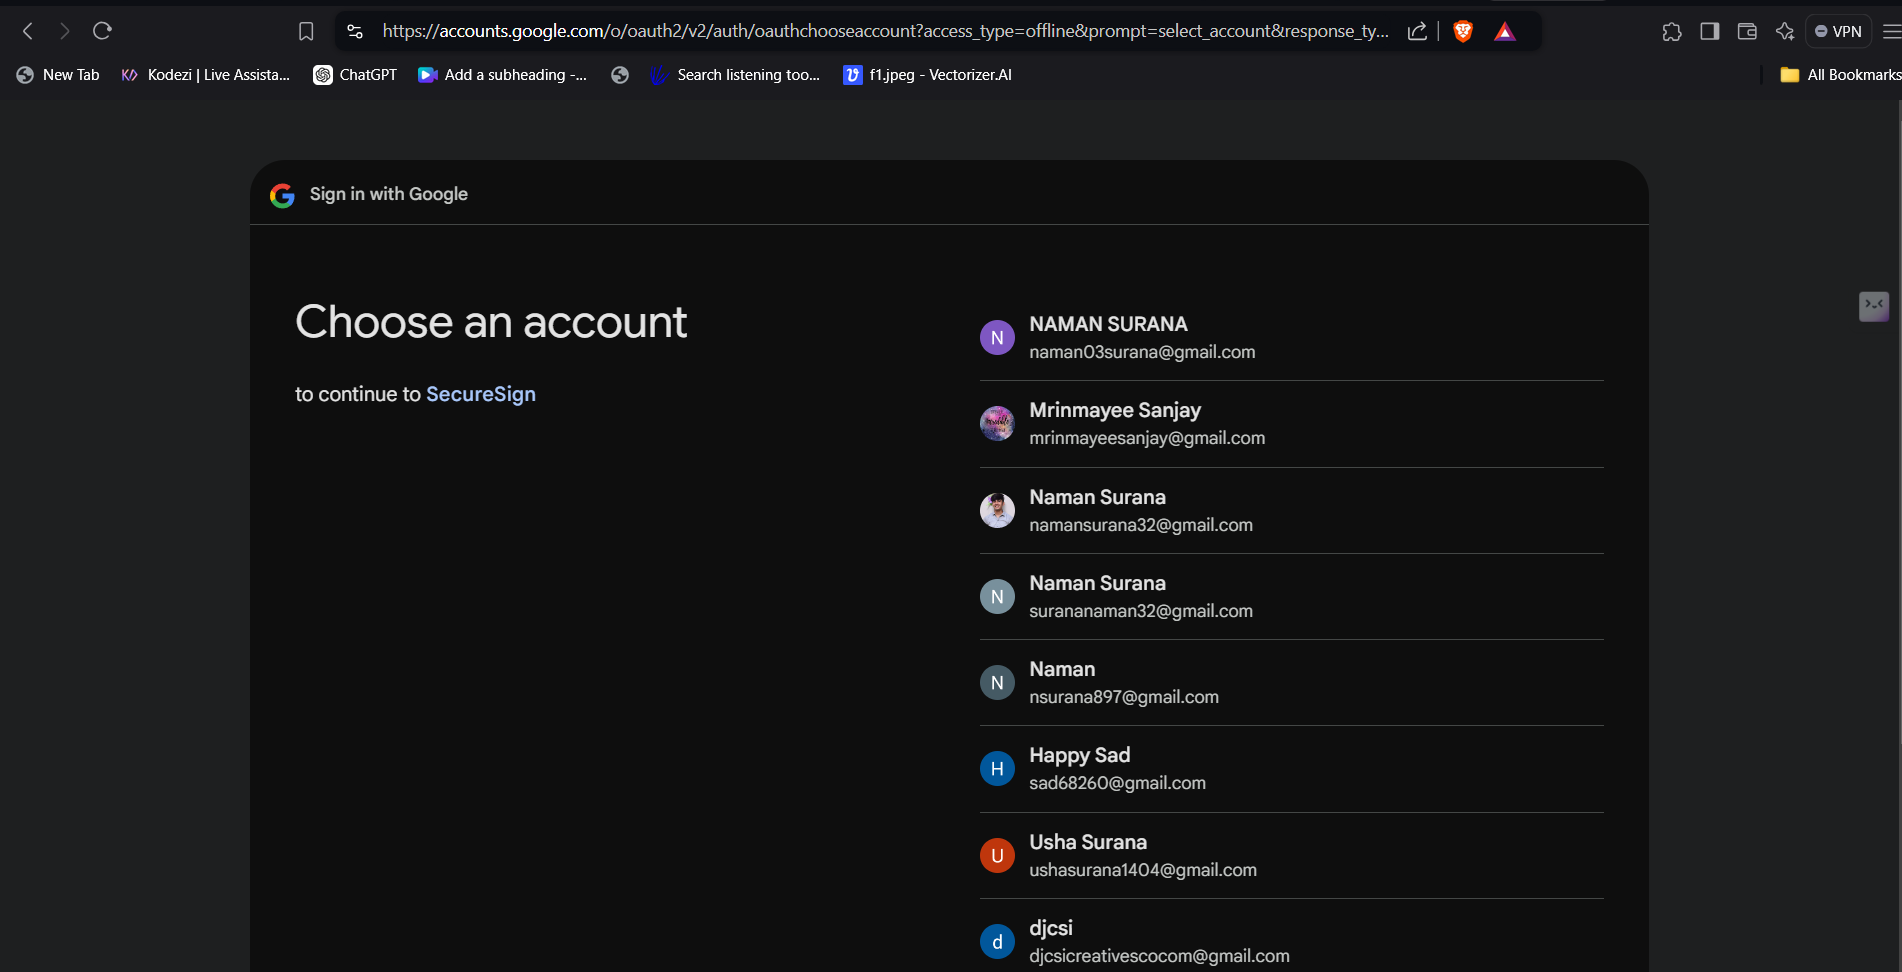 https://accounts.google.com/o/oauth2/v2/auth/oauthchooseaccount?access_type=offline&prompt=select_account&response_ty...
VPN
New Tab
Kodezi | Live Assista...
ChatGPT
Add a subheading -...
Search listening too...
f1.jpeg - Vectorizer.AI
All Bookmarks
Sign in with Google
Choose an account
to continue to SecureSign
N
NAMAN SURANA
naman03surana@gmail.com
Mrinmayee Sanjay
mrinmayeesanjay@gmail.com
Naman Surana
namansurana32@gmail.com
N
Naman Surana
surananaman32@gmail.com
N
Naman
nsurana897@gmail.com
H
Happy Sad
sad68260@gmail.com
U
Usha Surana
ushasurana1404@gmail.com
d
djcsi
djcsicreativescocom@gmail.com